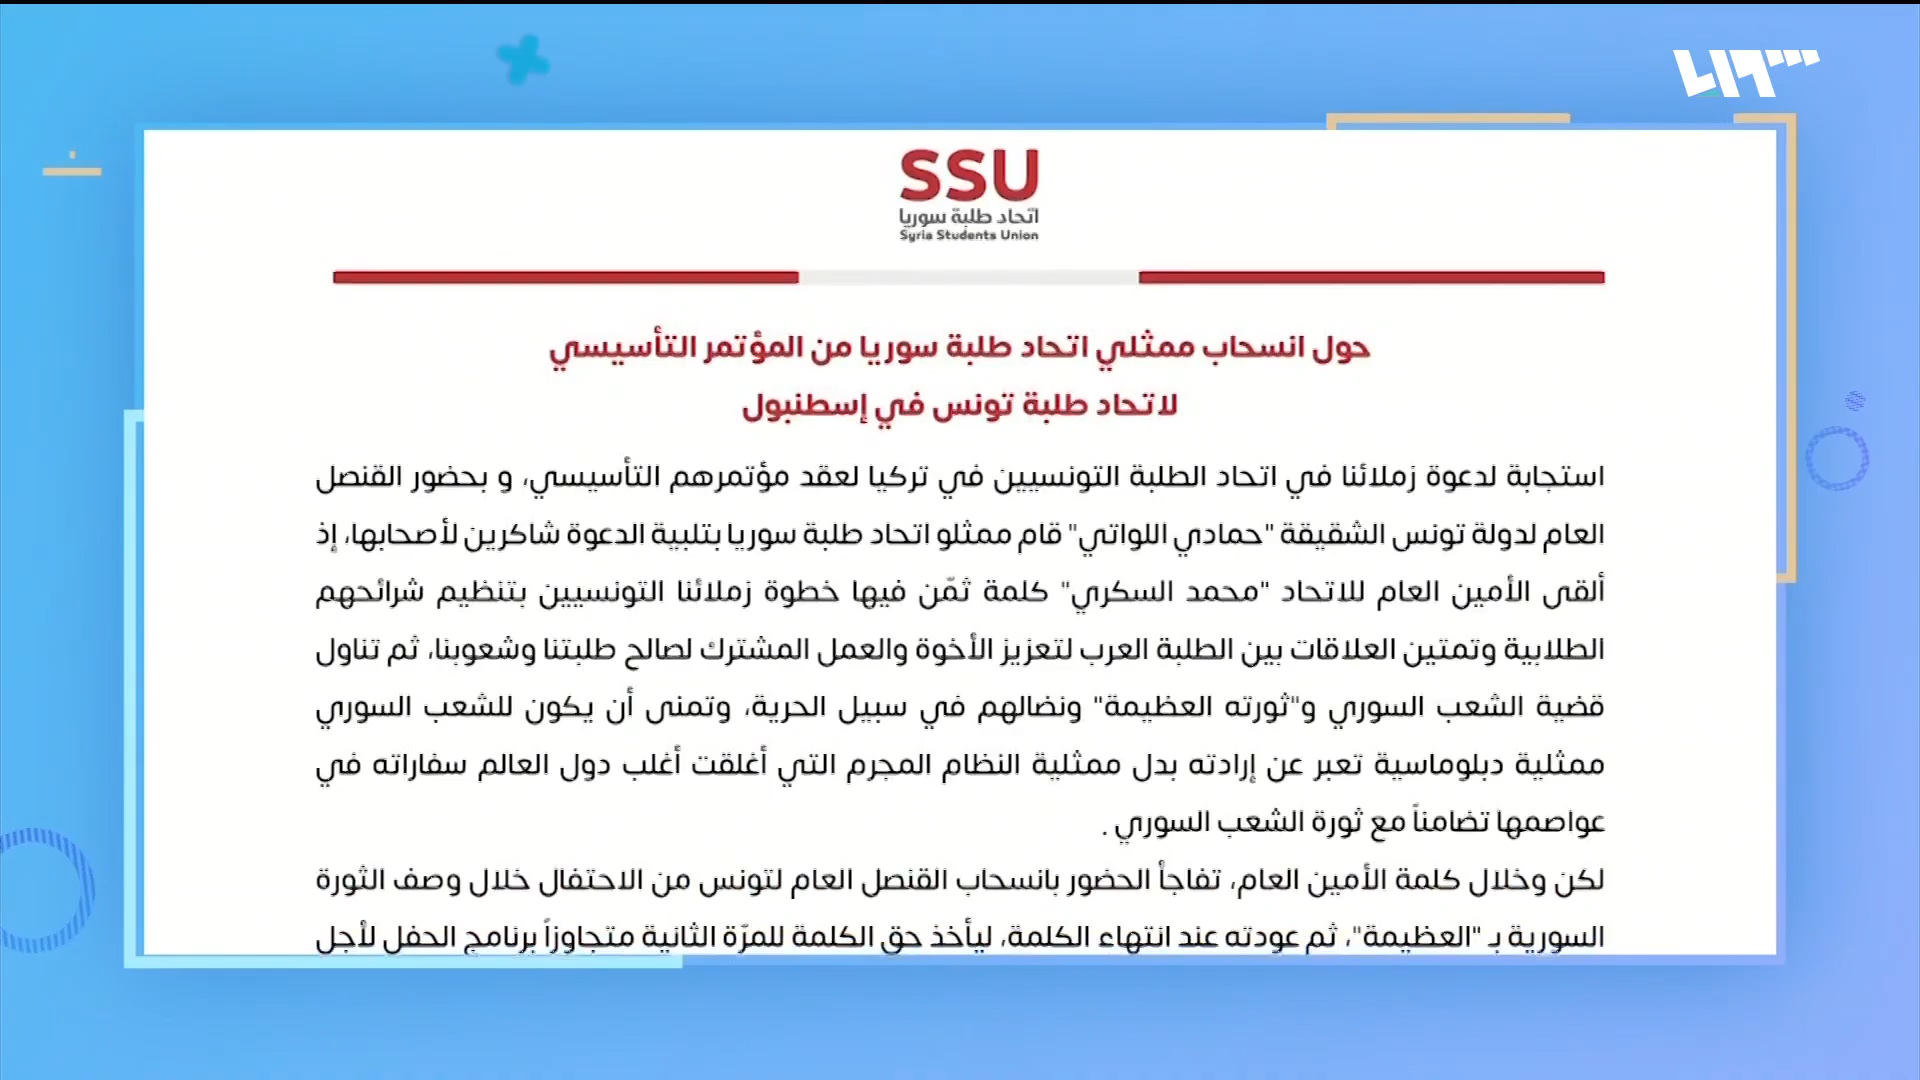 SSU
اتحاد طلبة سوريا
Syria Students Union
حول انسحاب ممثلي اتحاد طلبة سوريا من المؤتمر التأسيسي
لاتحاد طلبة تونس في إسطنبول
استجابة لدعوة زملائنا في اتحاد الطلبة التونسيين في تركيا لعقد مؤتمرهم التأسيسي، و بحضور القنصل
العام لدولة تونس الشقيقة "حمادي اللواتي" قام ممثلو اتحاد طلبة سوريا بتلبية الدعوة شاكرين لأصحابها، إذ
ألقى الأمين العام للاتحاد "محمد السكري" كلمة ثمّن فيها خطوة زملائنا التونسيين بتنظيم شرائحهم
الطلابية وتمتين العلاقات بين الطلبة العرب لتعزيز الأخوة والعمل المشترك لصالح طلبتنا وشعوبنا، ثم تناول
قضية الشعب السوري و"ثورته العظيمة" ونضالهم في سبيل الحرية، وتمنى أن يكون للشعب السوري
ممثلية دبلوماسية تعبر عن إرادته بدل ممثلية النظام المجرم التي أغلقت أغلب دول العالم سفاراته في
عواصمها تضامناً مع ثورة الشعب السوري .
لكن وخلال كلمة الأمين العام، تفاجأ الحضور بانسحاب القنصل العام لتونس من الاحتفال خلال وصف الثورة
السورية بـ "العظيمة"، ثم عودته عند انتهاء الكلمة، ليأخذ حق الكلمة للمرّة الثانية متجاوزاً برنامج الحفل لأجل